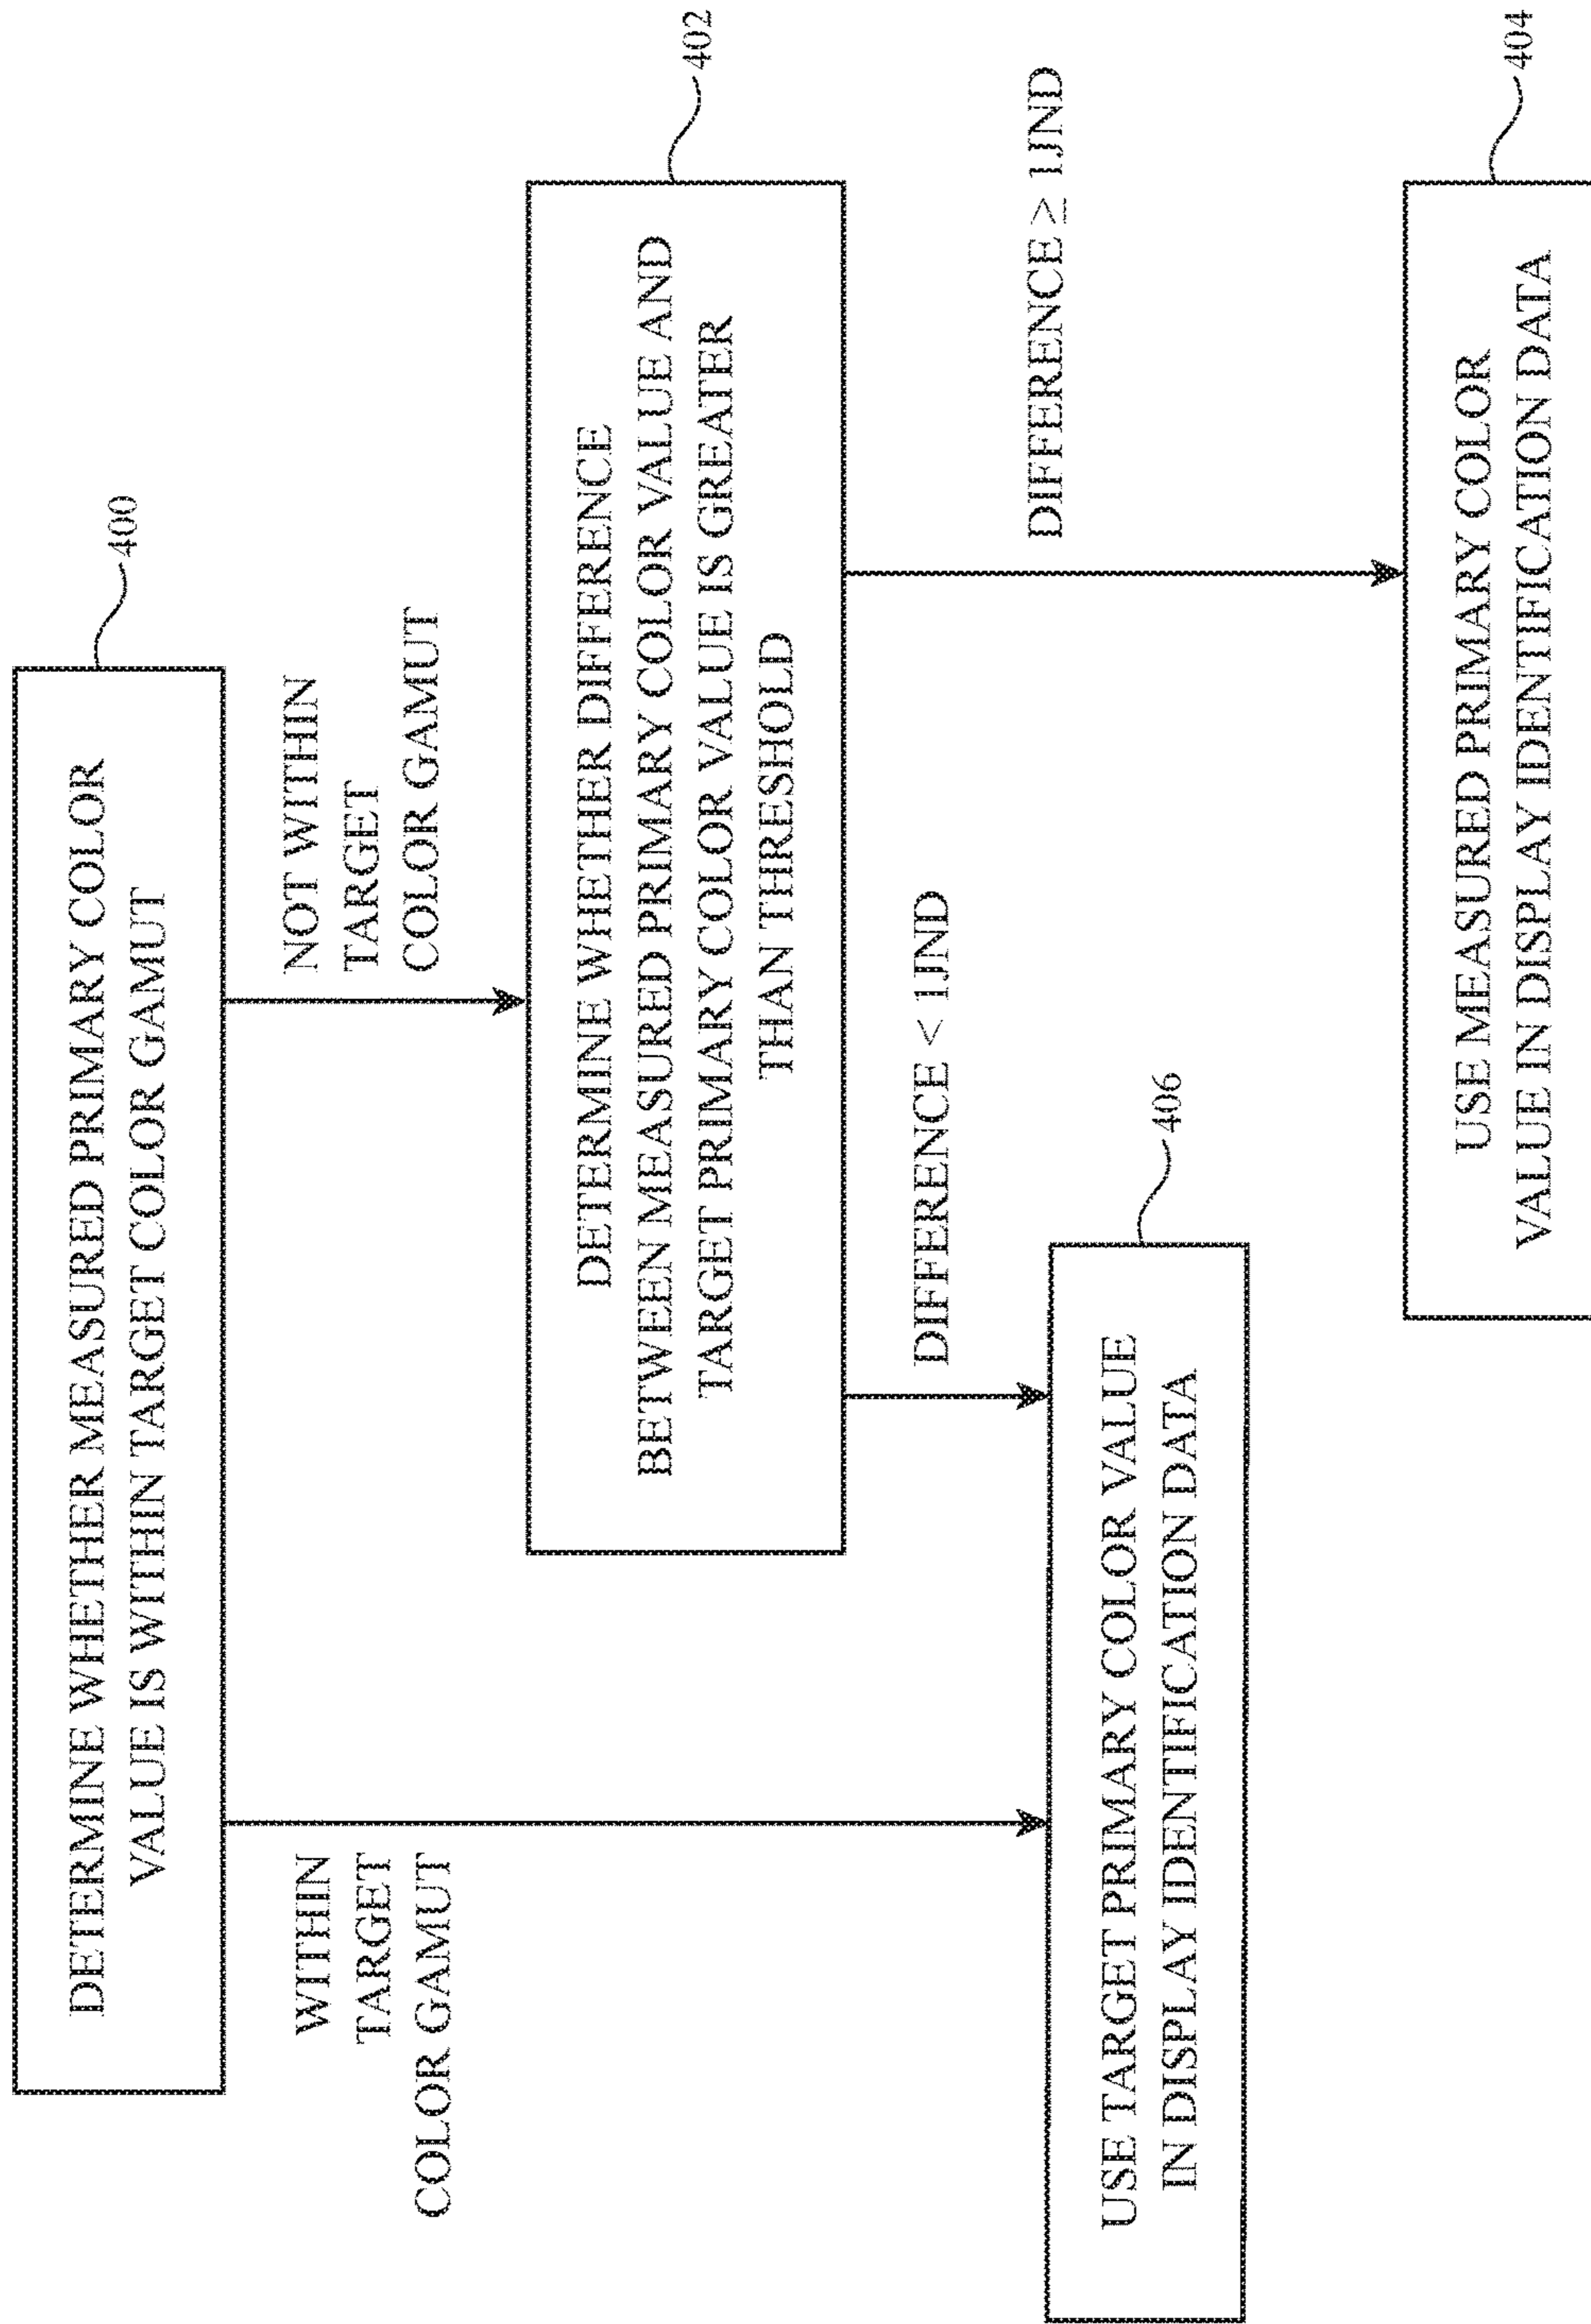 DETERMINE WHETHER MEASURED PRIMARY COLOR
VALUE IS WITHIN TARGET COLOR GAMUT
400
WITHIN
TARGET
COLOR GAMUT
NOT WITHIN
TARGET
COLOR GAMUT
DETERMINE WHETHER DIFFERENCE
BETWEEN MEASURED PRIMARY COLOR VALUE AND
TARGET PRIMARY COLOR VALUE IS GREATER
THAN THRESHOLD
402
DIFFERENCE < 1JND
DIFFERENCE ≥ 1JND
USE TARGET PRIMARY COLOR VALUE
IN DISPLAY IDENTIFICATION DATA
406
USE MEASURED PRIMARY COLOR
VALUE IN DISPLAY IDENTIFICATION DATA
404